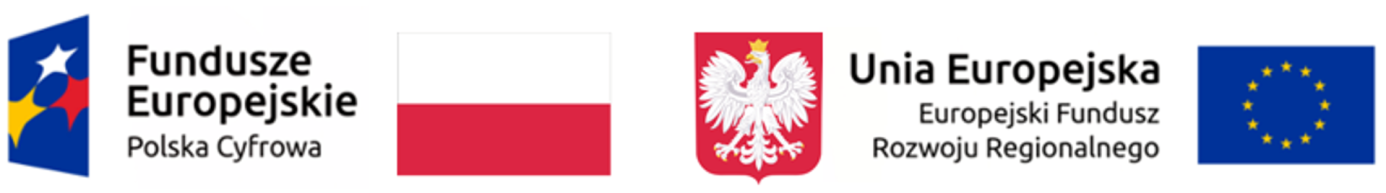 Fundusze
Europejskie
Polska Cyfrowa
Unia Europejska
Europejski Fundusz
Rozwoju Regionalnego